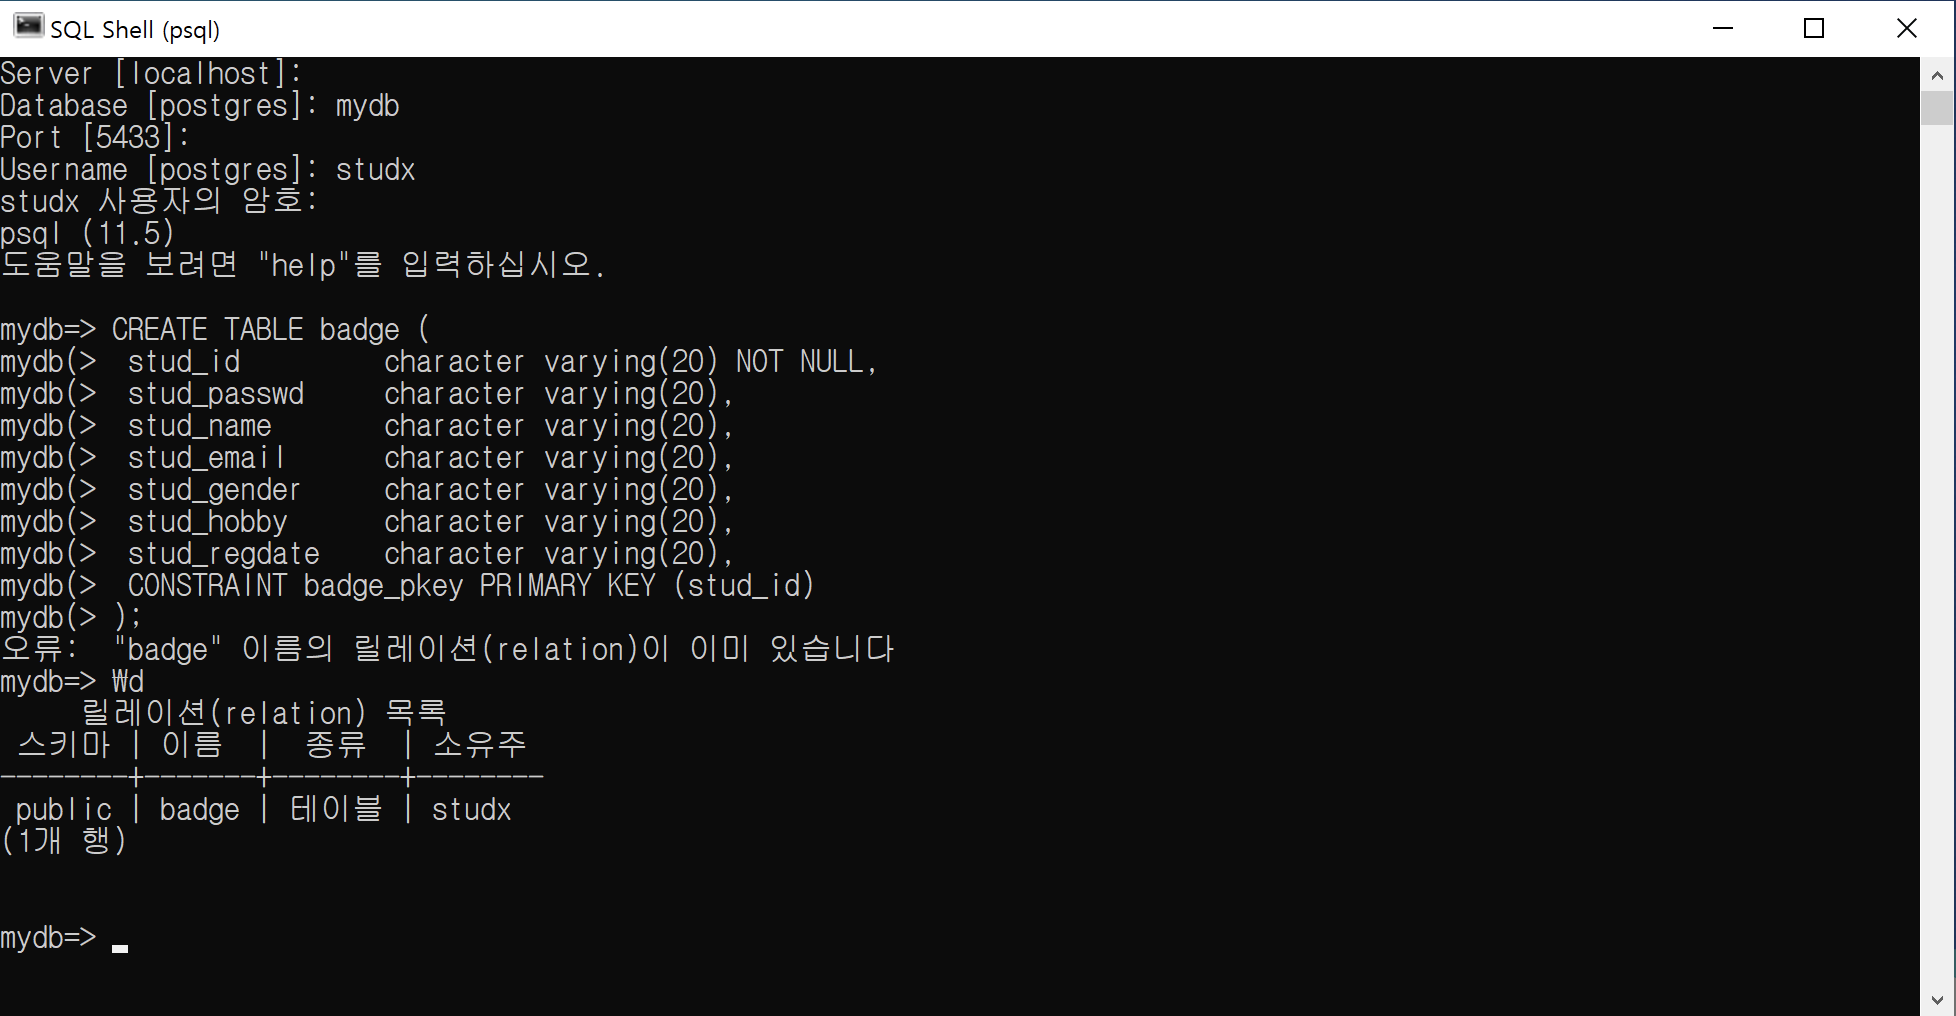 SQL Shell (psql)
Server [localhost]:
Database [postgres]: mydb
Port [5433]:
Username [postgres]: studx
studx 사용자의 암호:
psql (11.5)
도움말을 보려면 "help"를 입력하십시오.
mydb=> CREATE TABLE badge (
mydb(>  stud_id         character varying(20) NOT NULL,
mydb(>  stud_passwd     character varying(20),
mydb(>  stud_name       character varying(20),
mydb(>  stud_email      character varying(20),
mydb(>  stud_gender     character varying(20),
mydb(>  stud_hobby      character varying(20),
mydb(>  stud_regdate    character varying(20),
mydb(>  CONSTRAINT badge_pkey PRIMARY KEY (stud_id)
mydb(> );
오류:  "badge" 이름의 릴레이션(relation)이 이미 있습니다
mydb=> ₩d
     릴레이션(relation) 목록
 스키마 | 이름  |  종류  | 소유주
--------+-------+--------+--------
 public | badge | 테이블 | studx
(1개 행)
mydb=>